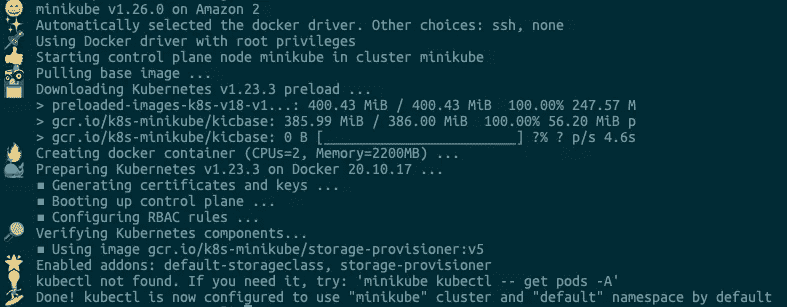 minikube v1.26.0 on Amazon 2
Automatically selected the docker driver. Other choices: ssh, none
Using Docker driver with root privileges
Starting control plane node minikube in cluster minikube
Pulling base image ...
Downloading Kubernetes v1.23.3 preload ...
> preloaded-images-k8s-v18-v1...: 400.43 MiB / 400.43 MiB 100.00% 247.57 M
> gcr.io/k8s-minikube/kicbase: 385.99 MiB / 386.00 MiB 100.00% 56.20 MiB p
> gcr.io/k8s-minikube/kicbase: 0 B [________________________] ?% ? p/s 4.6s
Creating docker container (CPUs=2, Memory=2200MB) ...
Preparing Kubernetes v1.23.3 on Docker 20.10.17 ...
▪ Generating certificates and keys ...
▪ Booting up control plane ...
▪ Configuring RBAC rules ...
Verifying Kubernetes components...
▪ Using image gcr.io/k8s-minikube/storage-provisioner:v5
Enabled addons: default-storageclass, storage-provisioner
kubectl not found. If you need it, try: 'minikube kubectl -- get pods -A'
Done! kubectl is now configured to use "minikube" cluster and "default" namespace by default